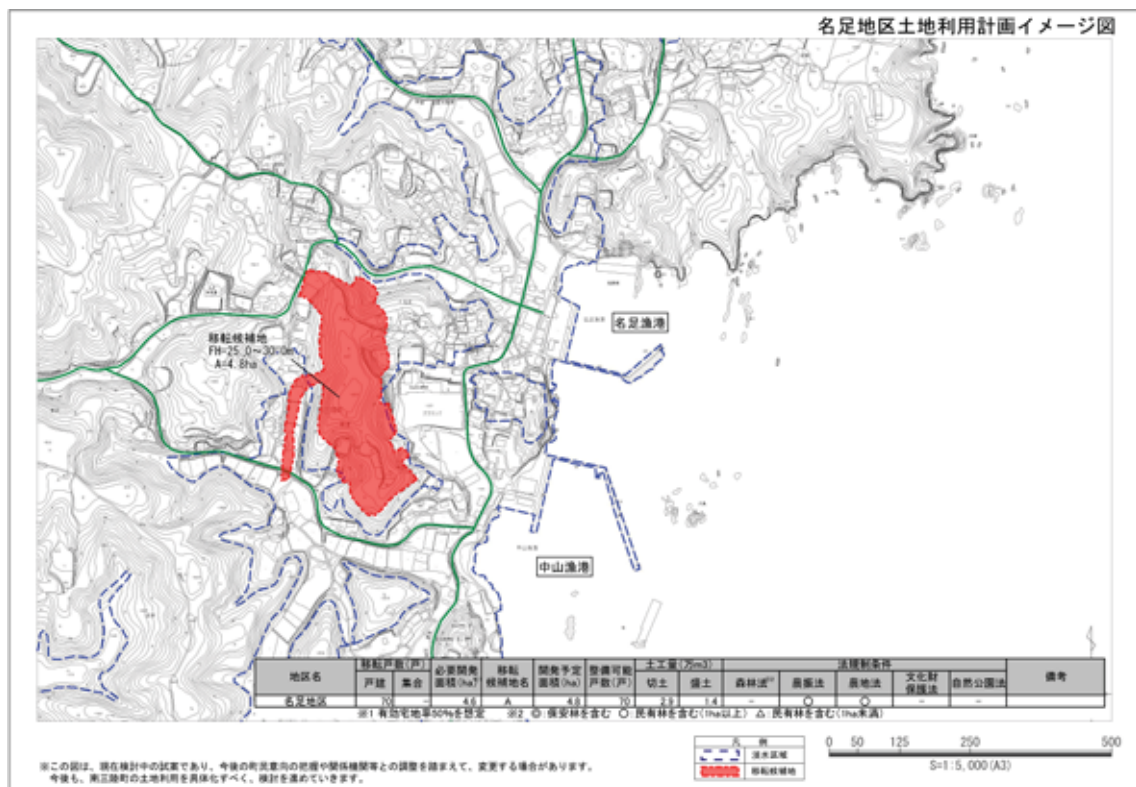 名足地区土地利用計画イメージ図
移転候補地
FH=25.0～30.0m
A=4.8ha
名足漁港
中山漁港
地区名 移転戸数(戸) 必要開発面積(ha) 移転候補地名 開発予定面積(ha) 整備可能戸数(戸) 土工量(万m3) 法規制条件 備考
戸建 集合 切土 盛土 森林法 農振法 農地法 文化財保護法 自然公園法
名足地区 70 - 4.6 A 4.8 70 2.9 1.4 - ○ ○ - -
※1 有効宅地率50%を想定 ※2 ◎:保安林を含む ○:民有林を含む(1ha以上) △:民有林を含む(1ha未満)
凡例
浸水区域
移転候補地
0 50 125 250 500
S=1:5,000(A3)
※この図は、現在検討中の試案であり、今後の町民意向の把握や関係機関等との調整を踏まえて、変更する場合があります。
今後も、南三陸町の土地利用を具体化すべく、検討を進めていきます。